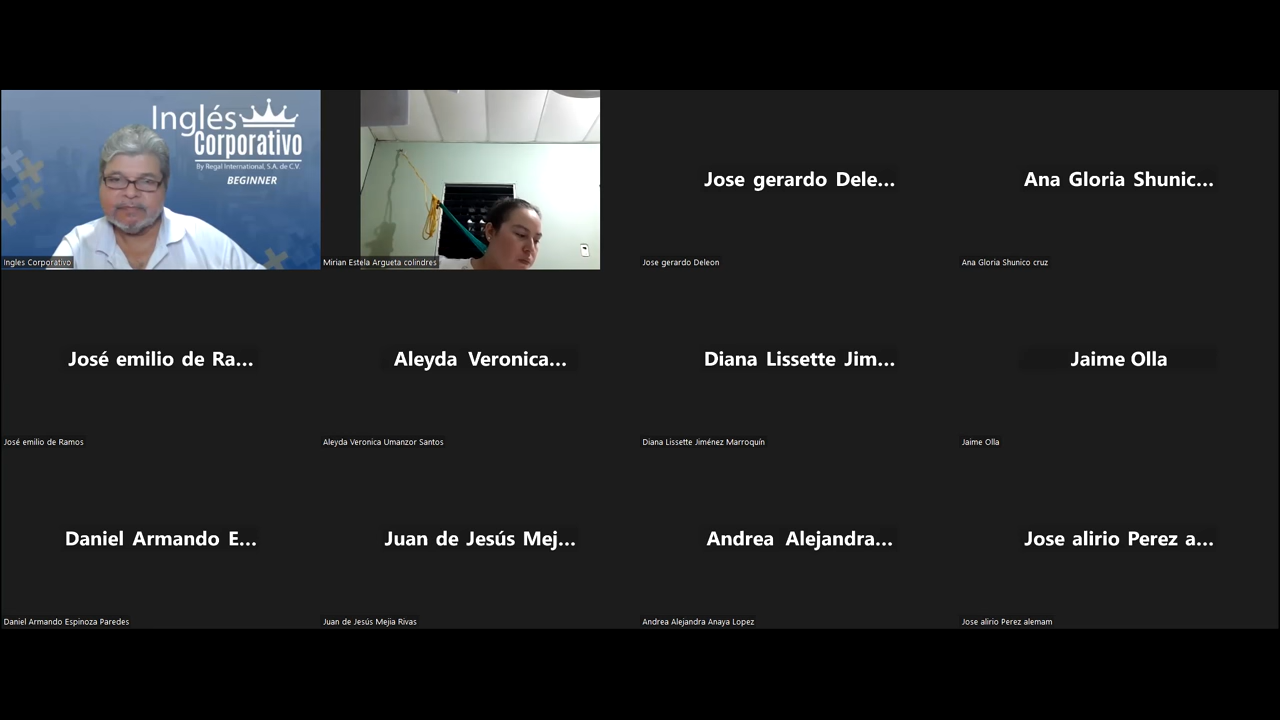 Inglés
Corporativo
By Regal International, S.A. de C.V.
BEGINNER
Ingles Corporativo
Mirian Estela Argueta colindres
Jose gerardo Dele...
Jose gerardo Deleon
Ana Gloria Shunic...
Ana Gloria Shunico cruz
José emilio de Ra...
José emilio de Ramos
Aleyda Veronica...
Aleyda Veronica Umanzor Santos
Diana Lissette Jim...
Diana Lissette Jiménez Marroquín
Jaime Olla
Jaime Olla
Daniel Armando E...
Daniel Armando Espinoza Paredes
Juan de Jesús Mej...
Juan de Jesús Mejia Rivas
Andrea Alejandra...
Andrea Alejandra Anaya Lopez
Jose alirio Perez a...
Jose alirio Perez alemam